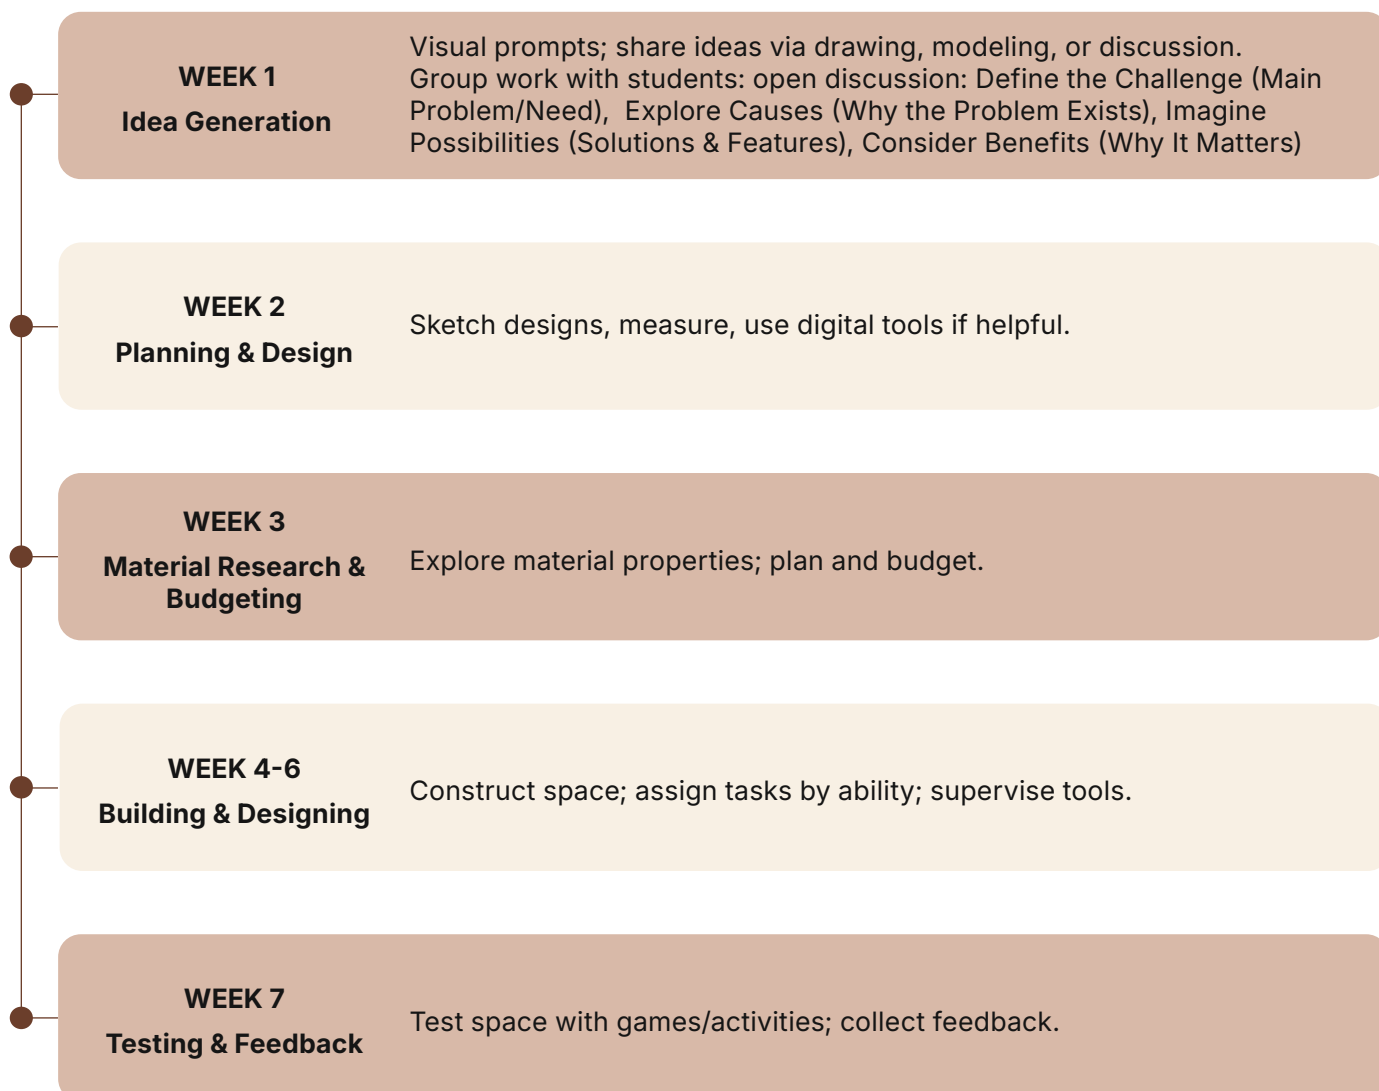 WEEK 1
Idea Generation
Visual prompts; share ideas via drawing, modeling, or discussion.
Group work with students: open discussion: Define the Challenge (Main
Problem/Need),  Explore Causes (Why the Problem Exists), Imagine
Possibilities (Solutions & Features), Consider Benefits (Why It Matters)
WEEK 2
Planning & Design
Sketch designs, measure, use digital tools if helpful.
WEEK 3
Material Research &
Budgeting
Explore material properties; plan and budget.
WEEK 4-6
Building & Designing
Construct space; assign tasks by ability; supervise tools.
WEEK 7
Testing & Feedback
Test space with games/activities; collect feedback.